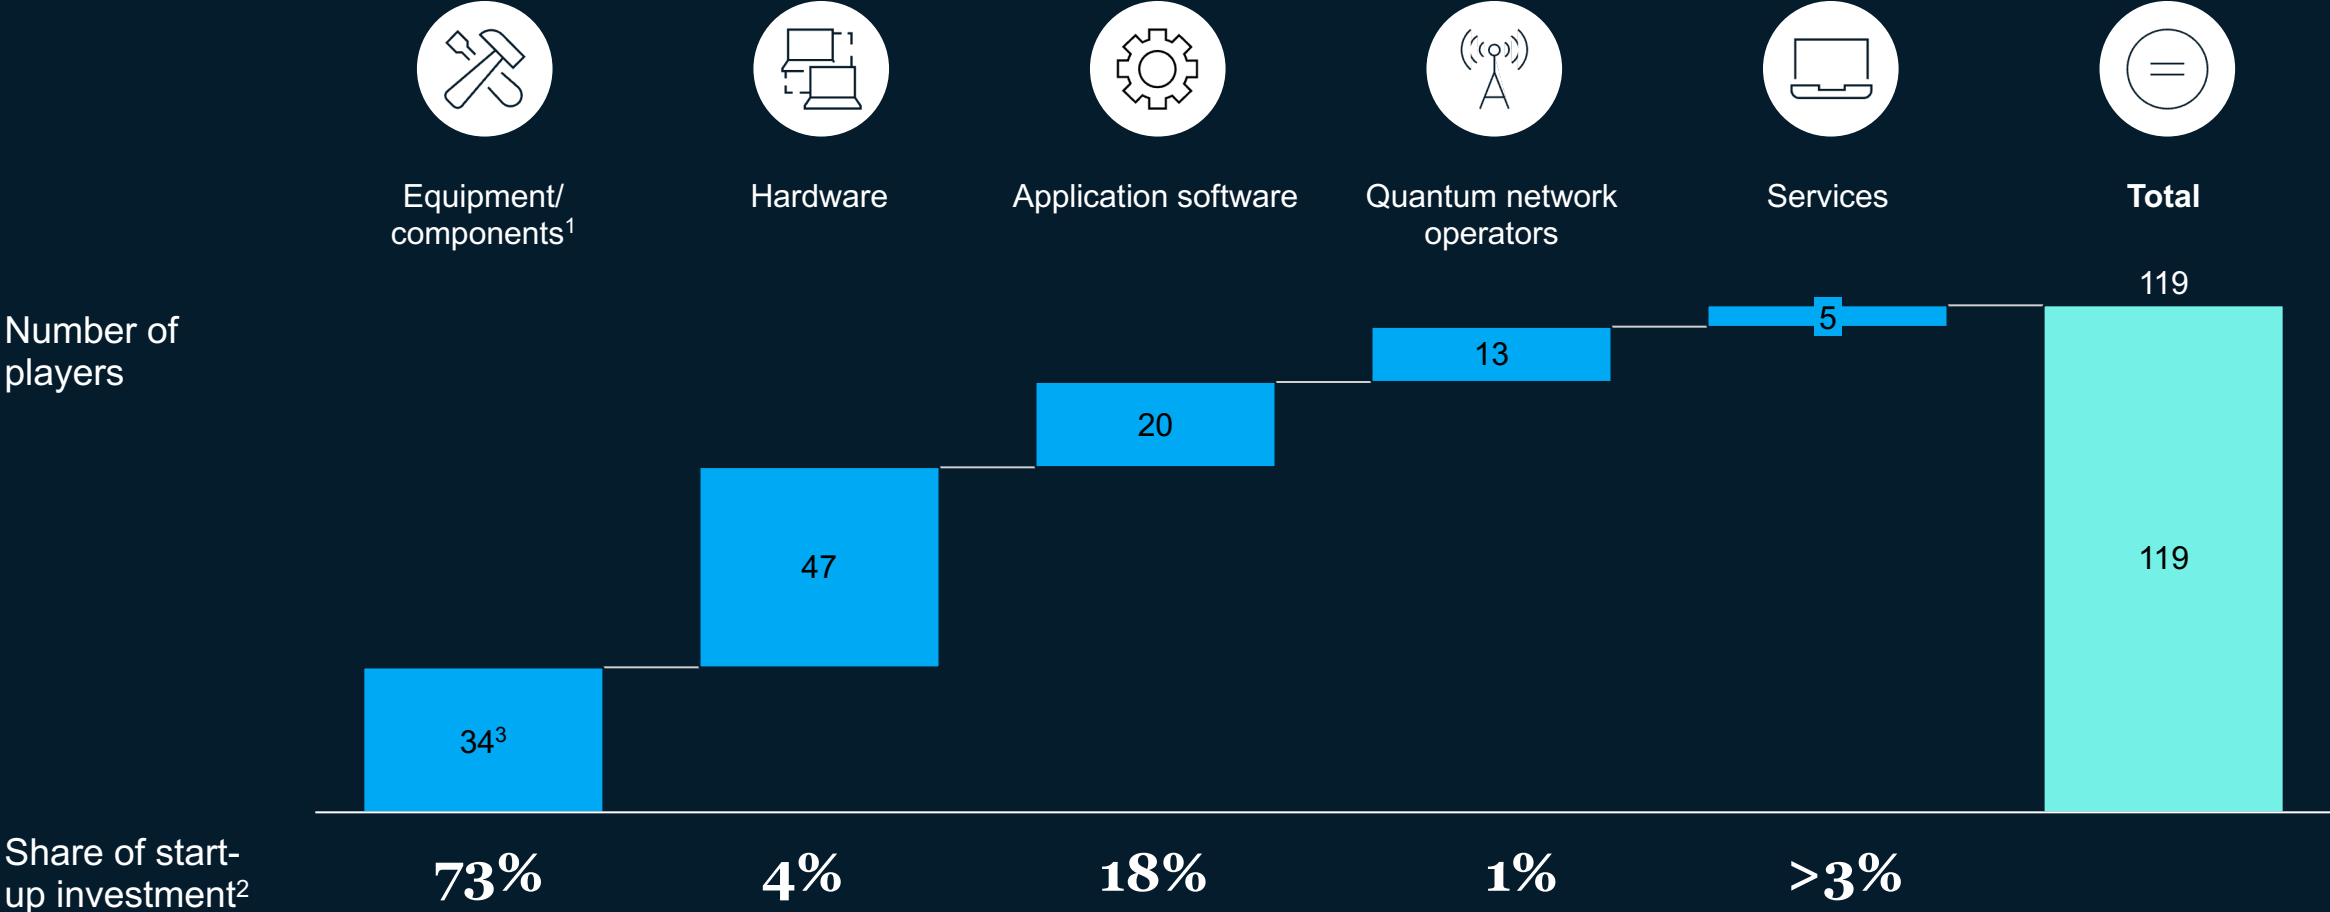 Equipment/
components¹
Hardware
Application software
Quantum network
operators
Services
Total
Number of
players
34³
47
20
13
5
119
119
Share of start-
up investment²
73%
4%
18%
1%
>3%